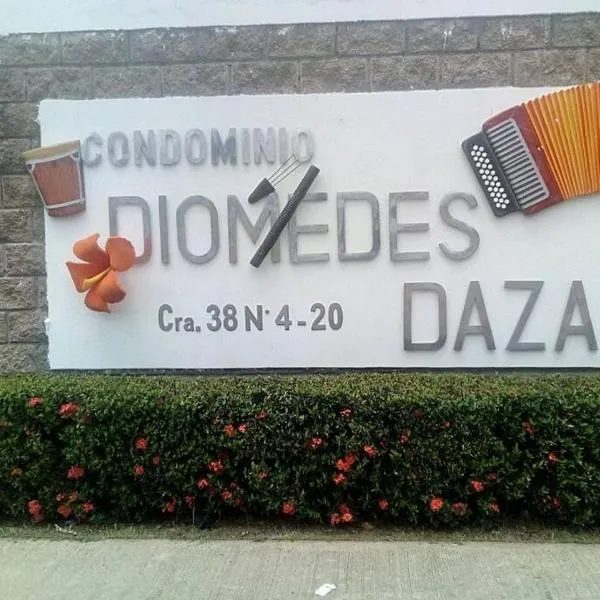 CONDOMINIO
DIOMEDES
DAZA
Cra. 38 N° 4-20